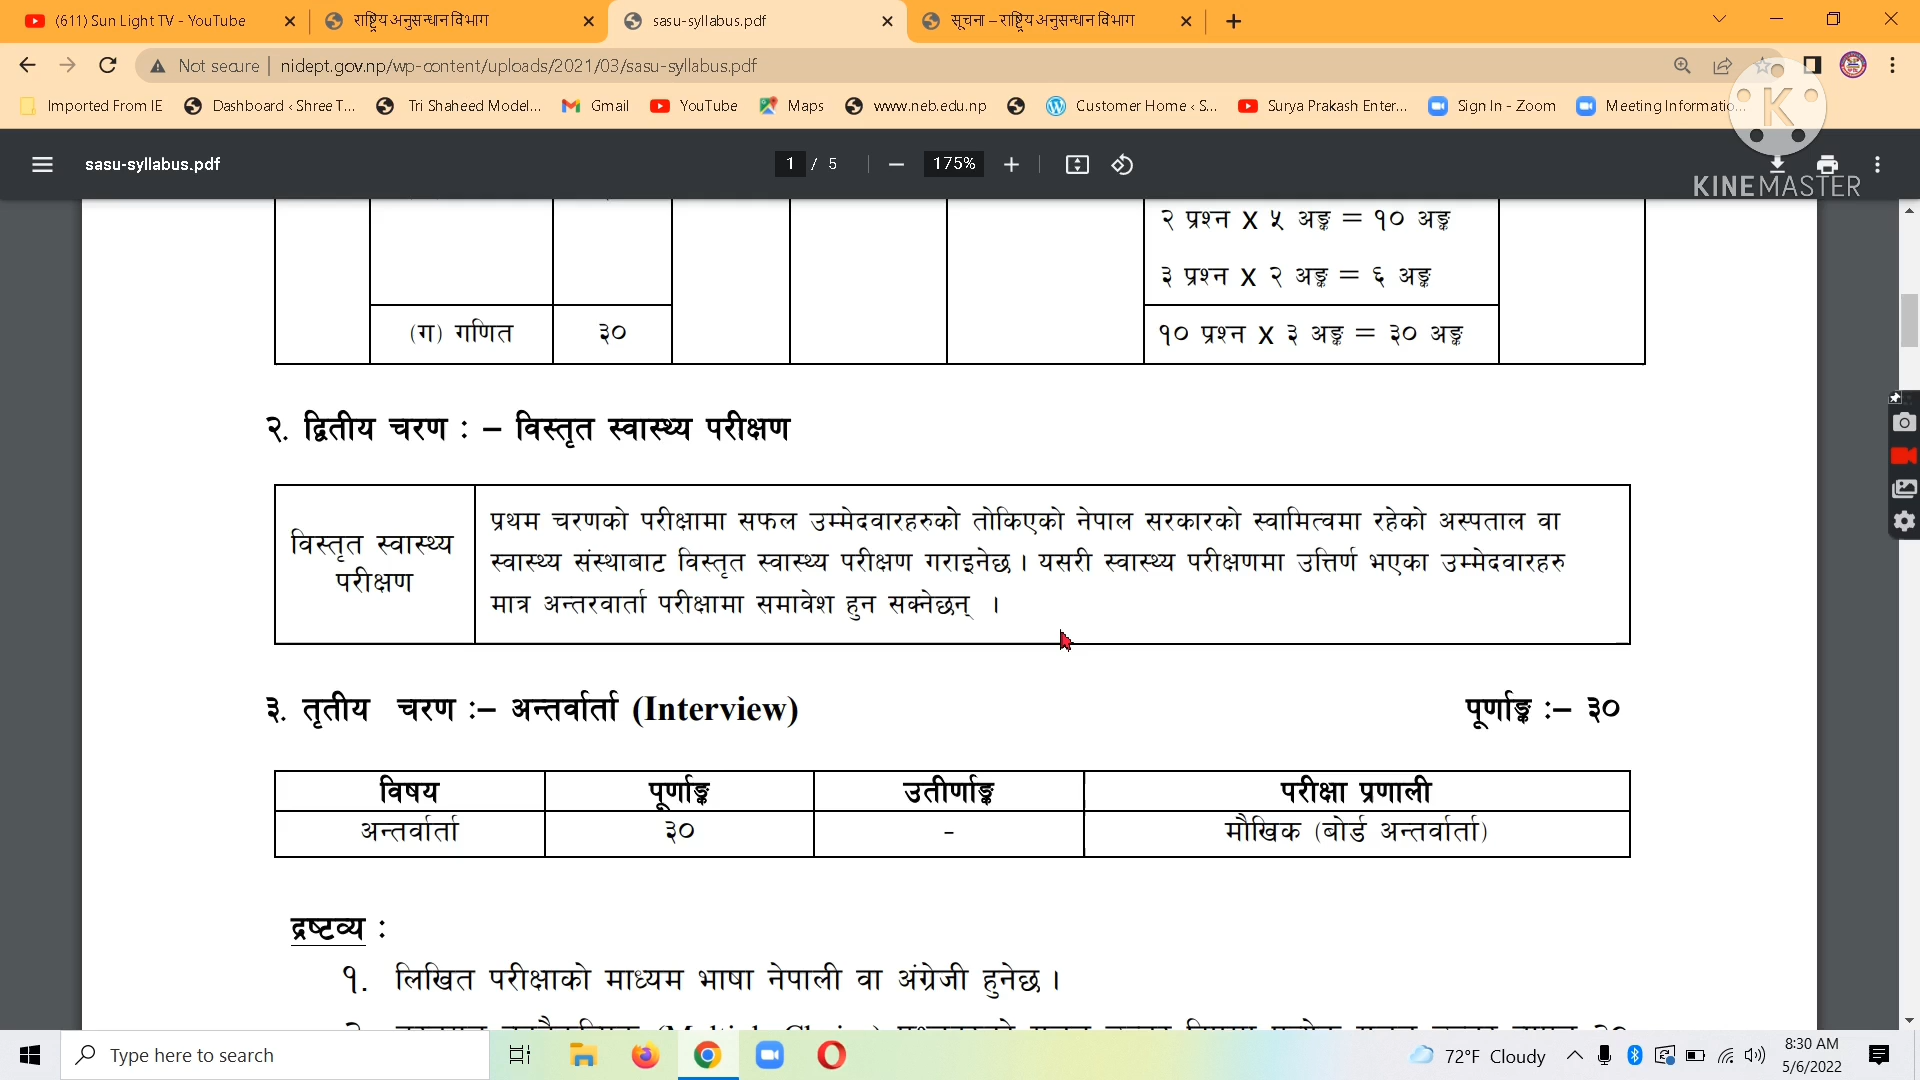 (611) Sun Light TV - YouTube
राष्ट्रिय अनुसन्धान विभाग
sasu-syllabus.pdf
सूचना – राष्ट्रिय अनुसन्धान विभाग
Not secure | nidept.gov.np/wp-content/uploads/2021/03/sasu-syllabus.pdf
Imported From IE
Dashboard ‹ Shree T...
Tri Shaheed Model...
Gmail
YouTube
Maps
www.neb.edu.np
Customer Home ‹ S...
Surya Prakash Enter...
Sign In - Zoom
Meeting Informatio...
K
KINEMASTER
sasu-syllabus.pdf
1 / 5
175%
२ प्रश्न X ५ अङ्क = १० अङ्क
३ प्रश्न X २ अङ्क = ६ अङ्क
(ग) गणित ३० १० प्रश्न X ३ अङ्क = ३० अङ्क
२. द्वितीय चरण : – विस्तृत स्वास्थ्य परीक्षण
विस्तृत स्वास्थ्य परीक्षण
प्रथम चरणको परीक्षामा सफल उम्मेदवारहरुको तोकिएको नेपाल सरकारको स्वामित्वमा रहेको अस्पताल वा
स्वास्थ्य संस्थाबाट विस्तृत स्वास्थ्य परीक्षण गराइनेछ । यसरी स्वास्थ्य परीक्षणमा उत्तिर्ण भएका उम्मेदवारहरु
मात्र अन्तरवार्ता परीक्षामा समावेश हुन सक्नेछन् ।
३. तृतीय चरण :– अन्तर्वार्ता (Interview) पूर्णाङ्क :– ३०
विषय पूर्णाङ्क उतीर्णाङ्क परीक्षा प्रणाली
अन्तर्वार्ता ३० - मौखिक (बोर्ड अन्तर्वार्ता)
द्रष्टव्य :
१. लिखित परीक्षाको माध्यम भाषा नेपाली वा अंग्रेजी हुनेछ ।
Type here to search
72°F Cloudy
8:30 AM
5/6/2022